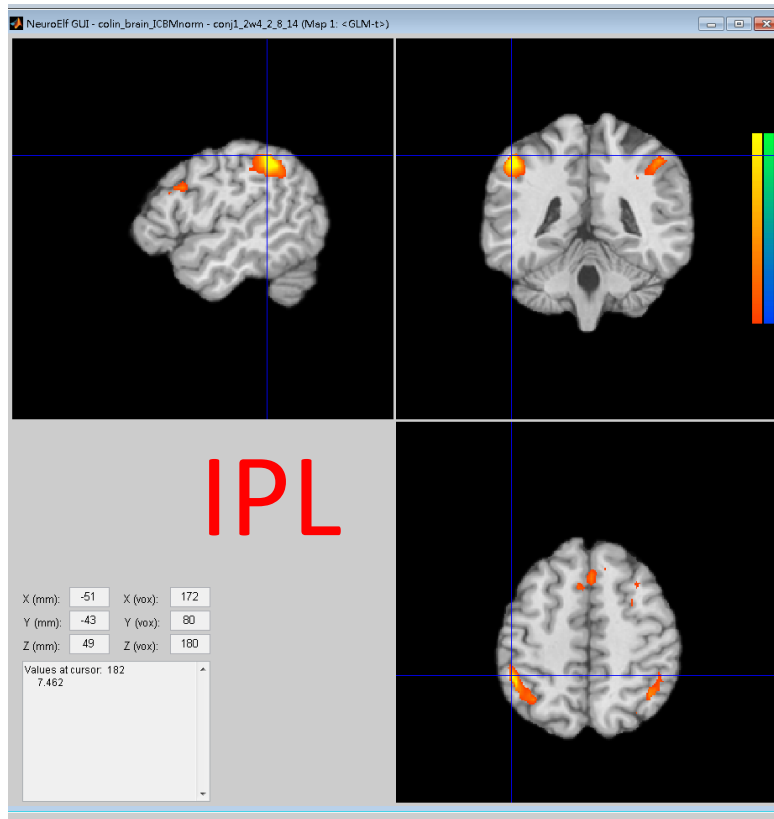 NeuroElf GUI - colin_brain_ICBMnorm - conj1_2w4_2_8_14 (Map 1: <GLM-t>)
IPL
X (mm): -51 X (vox): 172
Y (mm): -43 Y (vox): 80
Z (mm): 49 Z (vox): 180
Values at cursor: 182
7.462